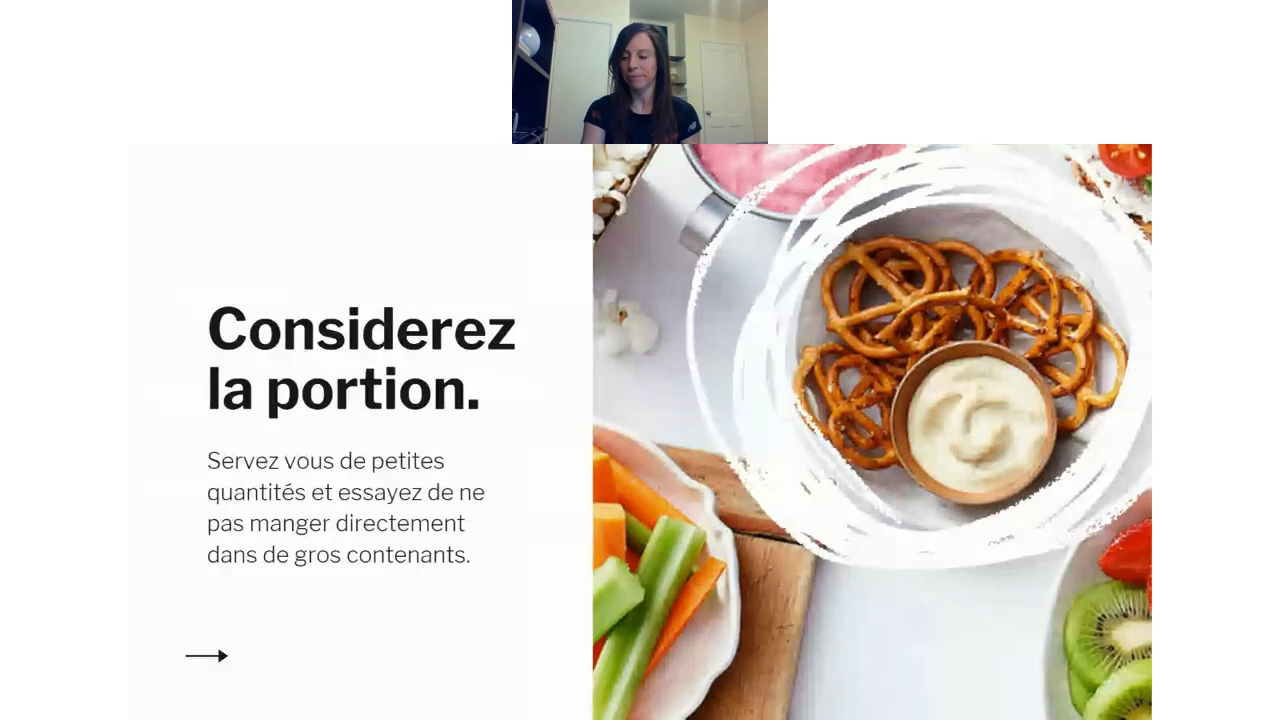 Considerez
la portion.
Servez vous de petites
quantités et essayez de ne
pas manger directement
dans de gros contenants.